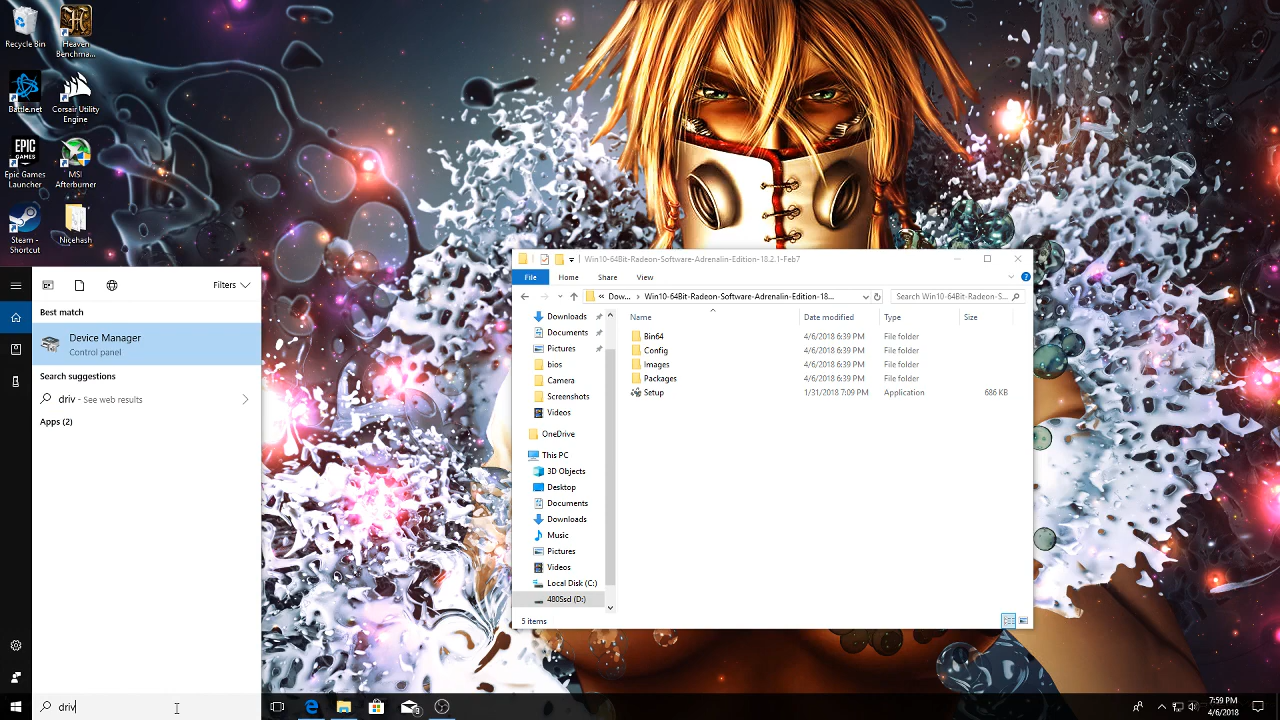 Recycle Bin
Heaven Benchma...
Battle.net
Corsair Utility Engine
EPIC GAMES
Epic Games Launcher
MSI Afterburner
Steam - Shortcut
Nicehash
Filters
Best match
Device Manager
Control panel
Search suggestions
driv - See web results
Apps (2)
driv
Win10-64Bit-Radeon-Software-Adrenalin-Edition-18.2.1-Feb7
File Home Share View
« Dow... › Win10-64Bit-Radeon-Software-Adrenalin-Edition-18...
Search Win10-64Bit-Radeon-S...
Downloads
Documents
Pictures
bios
Camera
Screenshots
Videos
OneDrive
This PC
3D Objects
Desktop
Documents
Downloads
Music
Pictures
Videos
Local Disk (C:)
480Ssd (D:)
Name Date modified Type Size
Bin64 4/6/2018 6:39 PM File folder
Config 4/6/2018 6:39 PM File folder
Images 4/6/2018 6:39 PM File folder
Packages 4/6/2018 6:39 PM File folder
Setup 1/31/2018 7:09 PM Application 686 KB
5 items
3
7:59 PM
4/6/2018